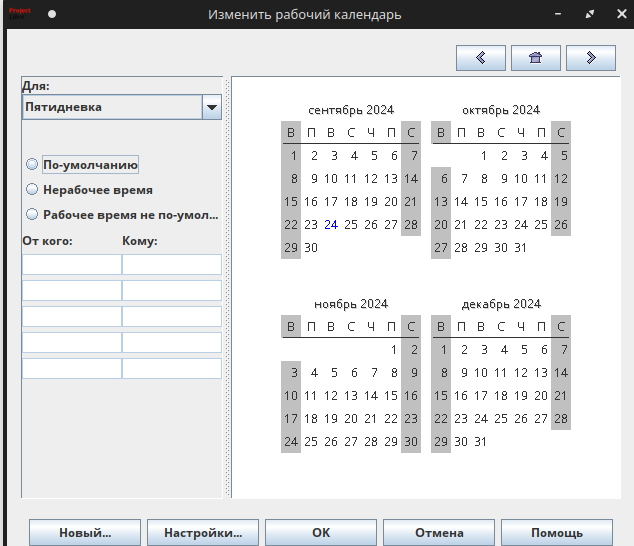 Project
Изменить рабочий календарь
Для:
Пятидневка
По-умолчанию
Нерабочее время
Рабочее время не по-умол...
От кого: Кому:
сентябрь 2024
В П В С Ч П С
1 2 3 4 5 6 7
8 9 10 11 12 13 14
15 16 17 18 19 20 21
22 23 24 25 26 27 28
29 30
октябрь 2024
В П В С Ч П С
1 2 3 4 5
6 7 8 9 10 11 12
13 14 15 16 17 18 19
20 21 22 23 24 25 26
27 28 29 30 31
ноябрь 2024
В П В С Ч П С
1 2
3 4 5 6 7 8 9
10 11 12 13 14 15 16
17 18 19 20 21 22 23
24 25 26 27 28 29 30
декабрь 2024
В П В С Ч П С
1 2 3 4 5 6 7
8 9 10 11 12 13 14
15 16 17 18 19 20 21
22 23 24 25 26 27 28
29 30 31
Новый... Настройки... OK Отмена Помощь